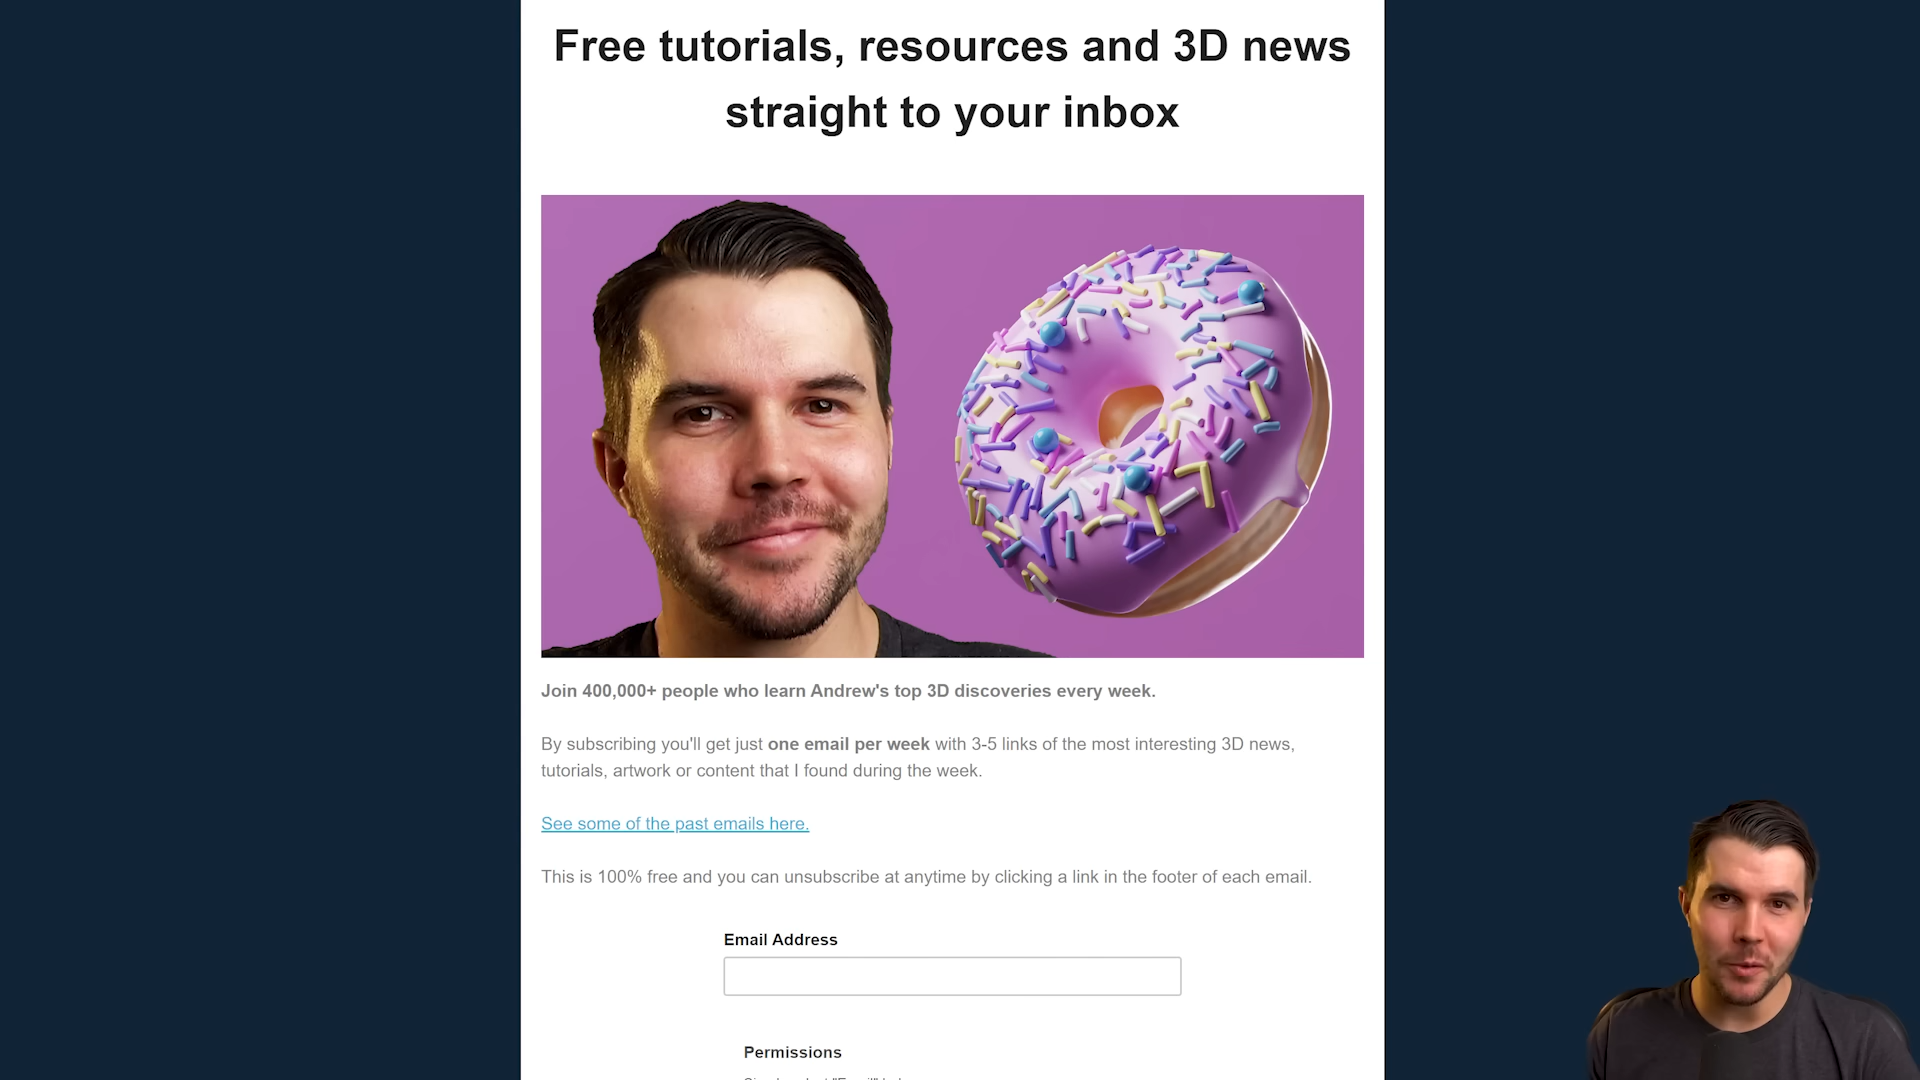 Free tutorials, resources and 3D news
straight to your inbox
Join 400,000+ people who learn Andrew's top 3D discoveries every week.
By subscribing you'll get just one email per week with 3-5 links of the most interesting 3D news,
tutorials, artwork or content that I found during the week.
See some of the past emails here.
This is 100% free and you can unsubscribe at anytime by clicking a link in the footer of each email.
Email Address
Permissions